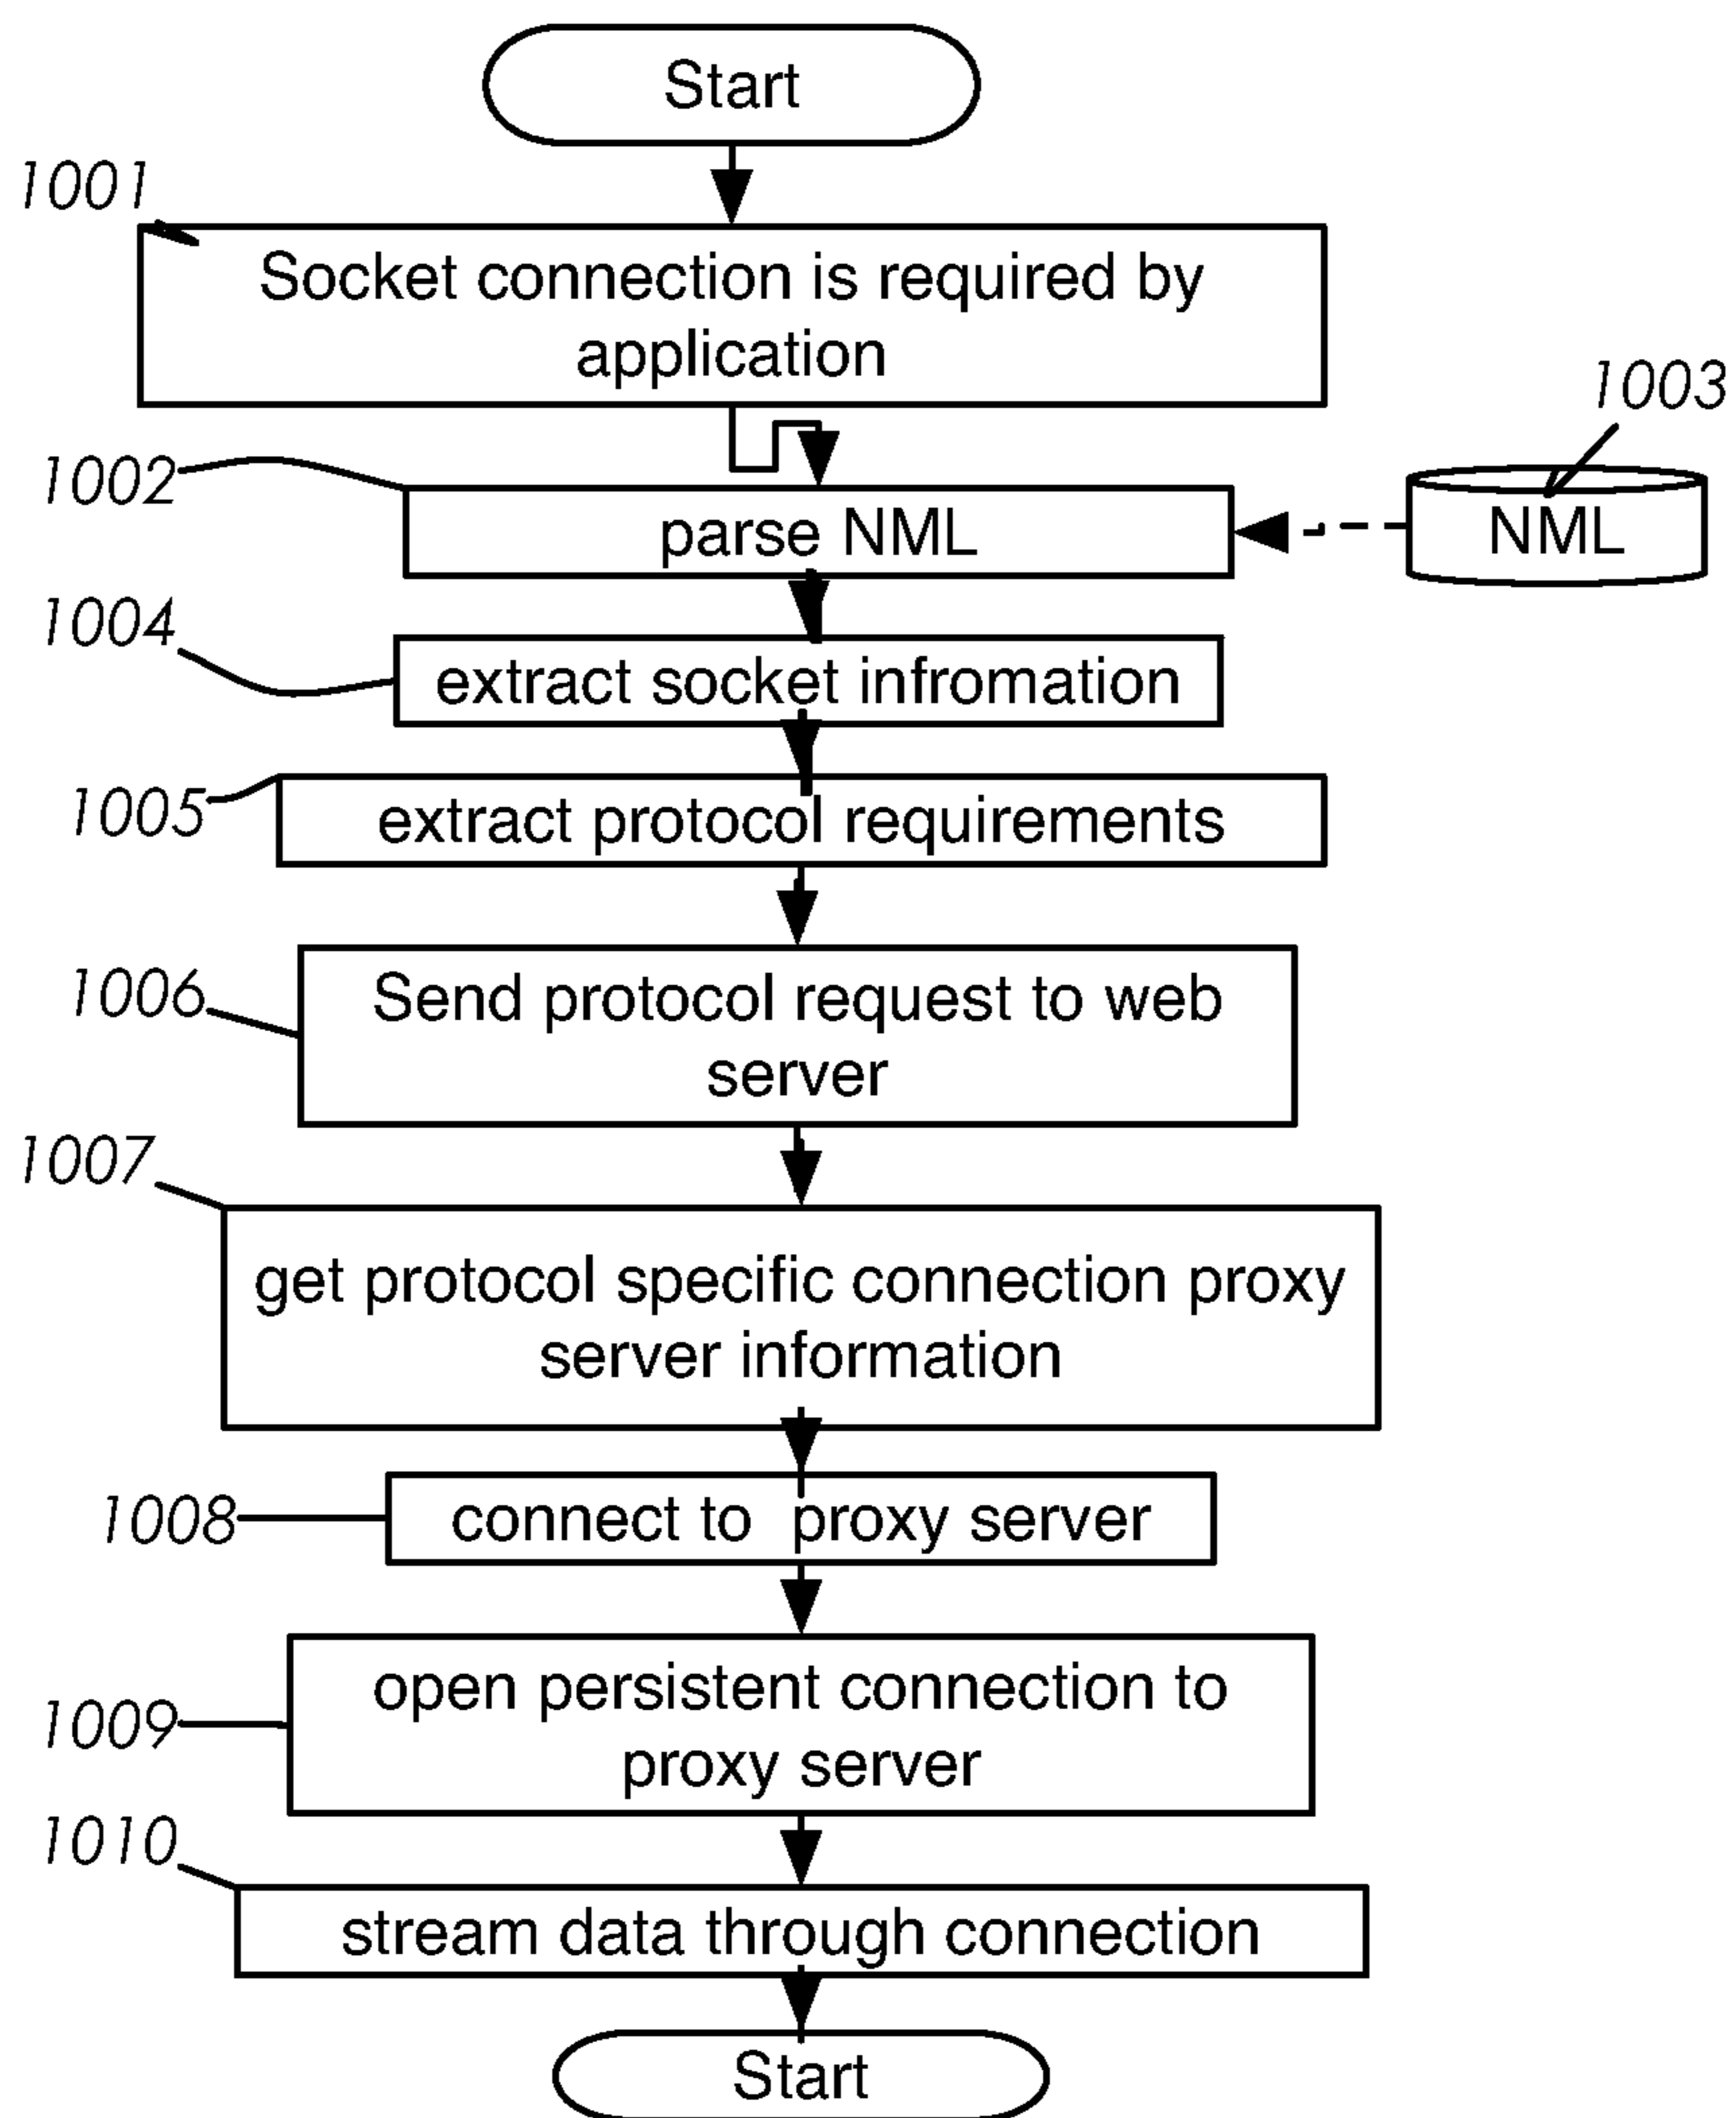 Start
1001
Socket connection is required by
application
1003
1002
parse NML
NML
1004
extract socket infromation
1005
extract protocol requirements
1006
Send protocol request to web
server
1007
get protocol specific connection proxy
server information
1008
connect to proxy server
1009
open persistent connection to
proxy server
1010
stream data through connection
Start